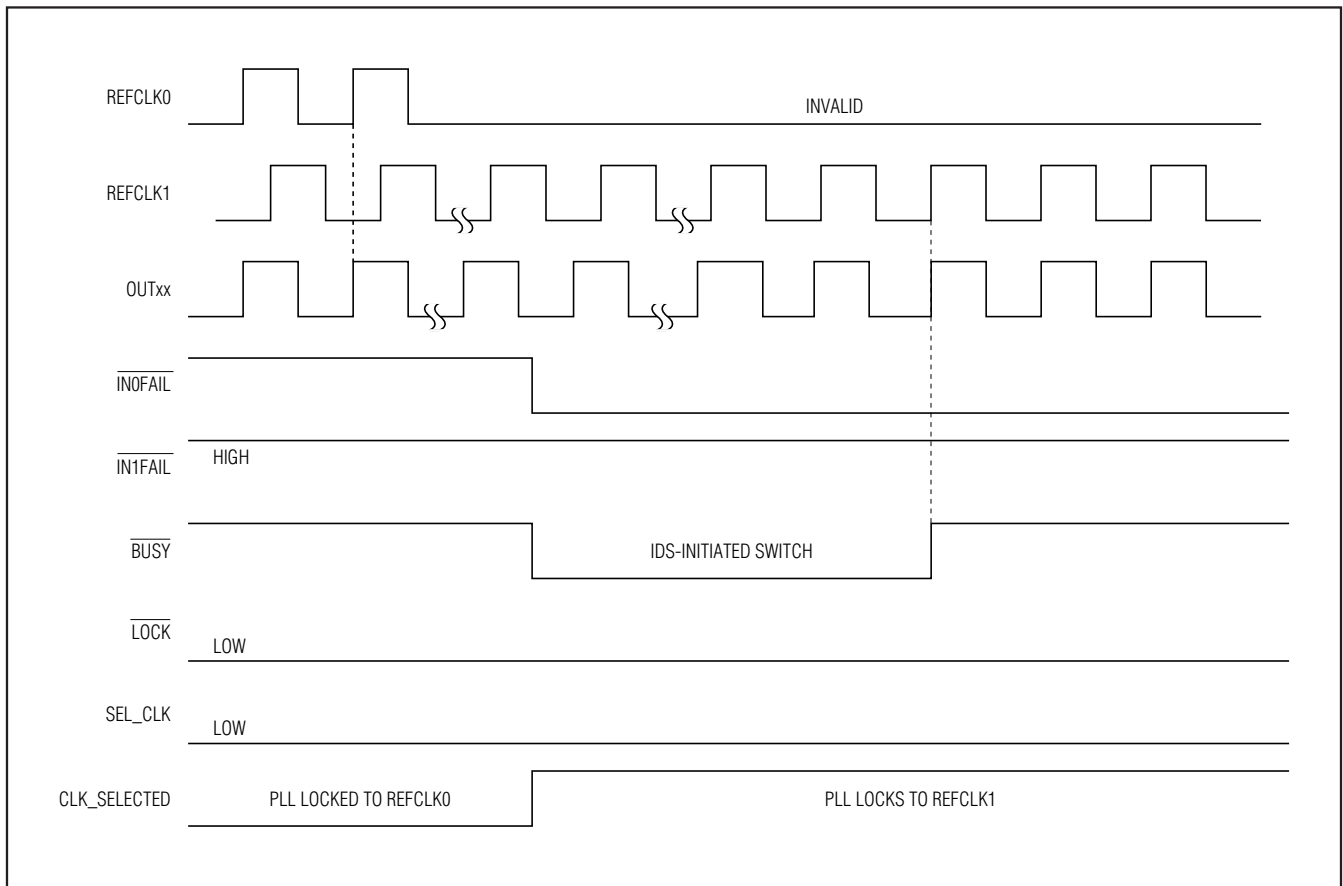 REFCLK0
INVALID
REFCLK1
OUTxx
IN0FAIL
IN1FAIL
HIGH
BUSY
IDS-INITIATED SWITCH
LOCK
LOW
SEL_CLK
LOW
CLK_SELECTED
PLL LOCKED TO REFCLK0
PLL LOCKS TO REFCLK1